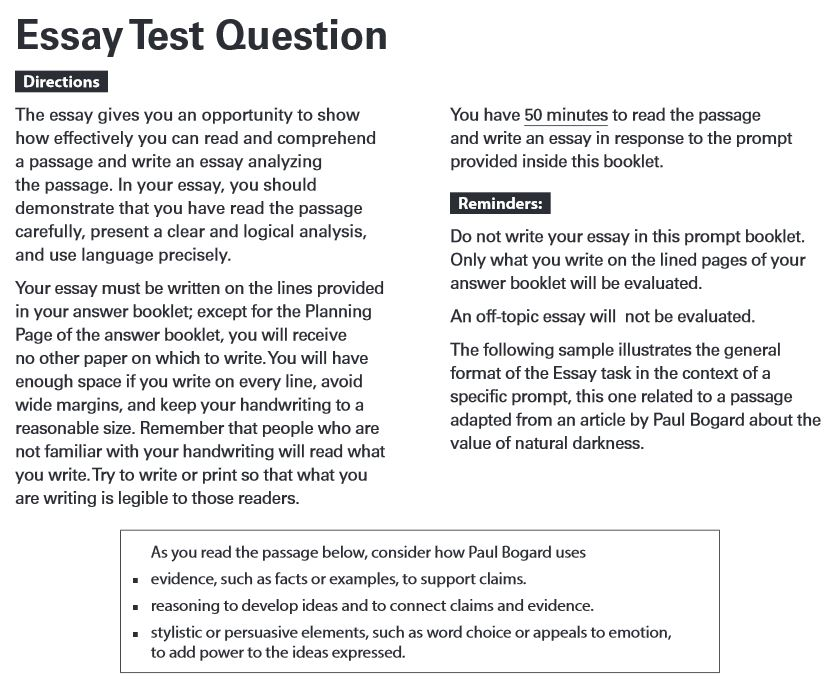 Essay Test Question
Directions
The essay gives you an opportunity to show
how effectively you can read and comprehend
a passage and write an essay analyzing
the passage. In your essay, you should
demonstrate that you have read the passage
carefully, present a clear and logical analysis,
and use language precisely.
Your essay must be written on the lines provided
in your answer booklet; except for the Planning
Page of the answer booklet, you will receive
no other paper on which to write. You will have
enough space if you write on every line, avoid
wide margins, and keep your handwriting to a
reasonable size. Remember that people who are
not familiar with your handwriting will read what
you write. Try to write or print so that what you
are writing is legible to those readers.
You have 50 minutes to read the passage
and write an essay in response to the prompt
provided inside this booklet.
Reminders:
Do not write your essay in this prompt booklet.
Only what you write on the lined pages of your
answer booklet will be evaluated.
An off-topic essay will not be evaluated.
The following sample illustrates the general
format of the Essay task in the context of a
specific prompt, this one related to a passage
adapted from an article by Paul Bogard about the
value of natural darkness.
As you read the passage below, consider how Paul Bogard uses
▪ evidence, such as facts or examples, to support claims.
▪ reasoning to develop ideas and to connect claims and evidence.
▪ stylistic or persuasive elements, such as word choice or appeals to emotion,
to add power to the ideas expressed.